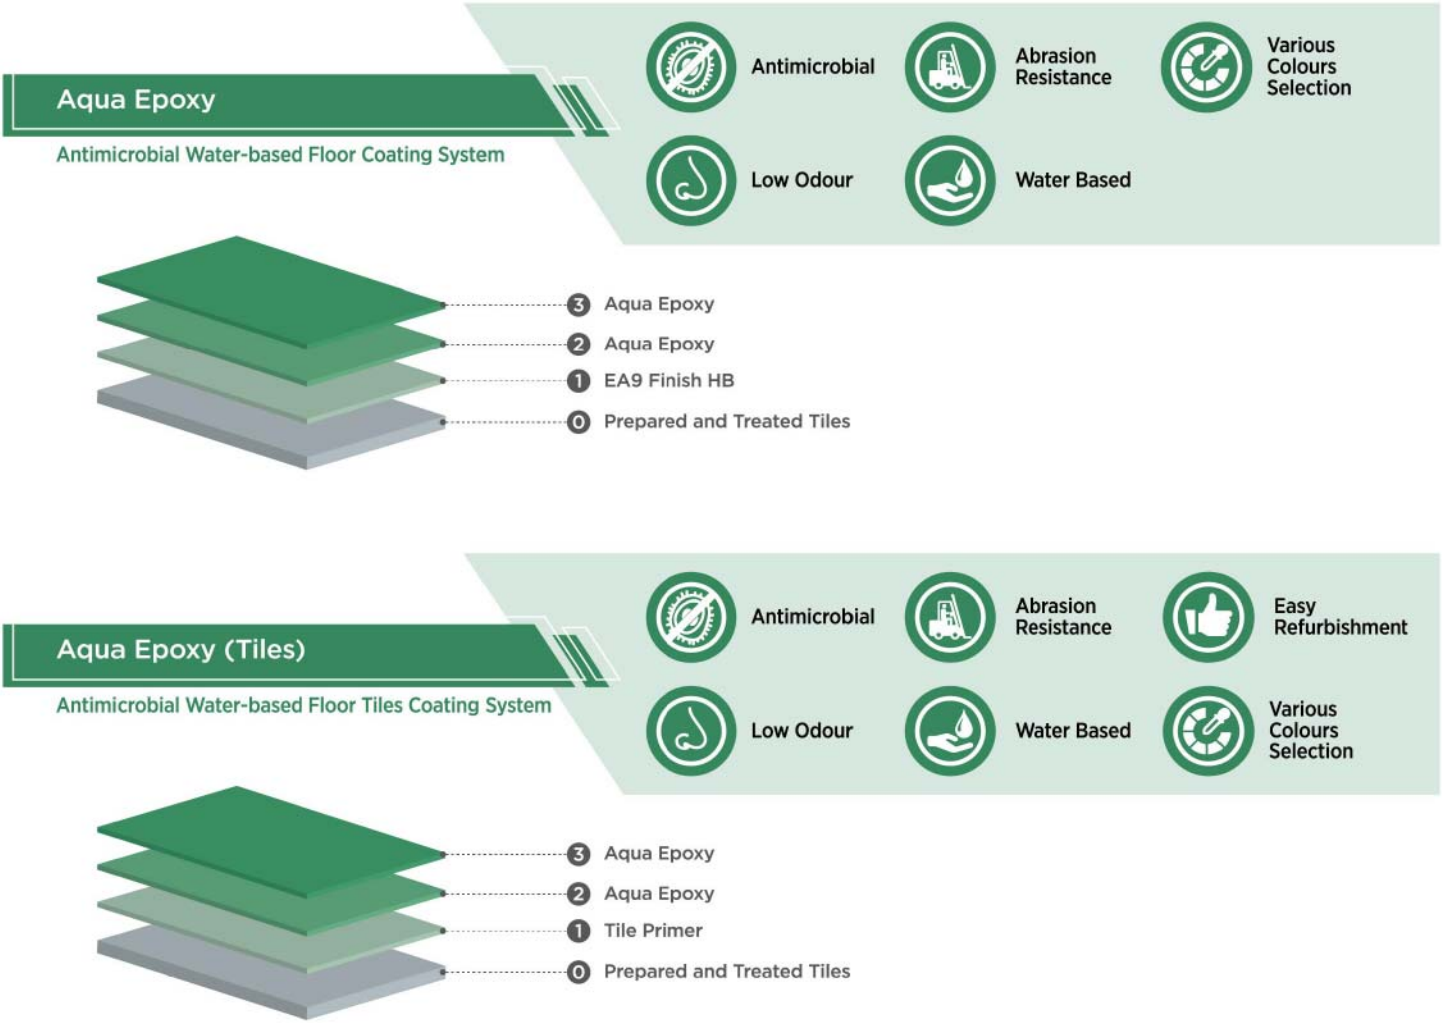 Aqua Epoxy
Antimicrobial Water-based Floor Coating System
Antimicrobial
Abrasion
Resistance
Various
Colours
Selection
Low Odour
Water Based
3 Aqua Epoxy
2 Aqua Epoxy
1 EA9 Finish HB
0 Prepared and Treated Tiles
Aqua Epoxy (Tiles)
Antimicrobial Water-based Floor Tiles Coating System
Antimicrobial
Abrasion
Resistance
Easy
Refurbishment
Low Odour
Water Based
Various
Colours
Selection
3 Aqua Epoxy
2 Aqua Epoxy
1 Tile Primer
0 Prepared and Treated Tiles